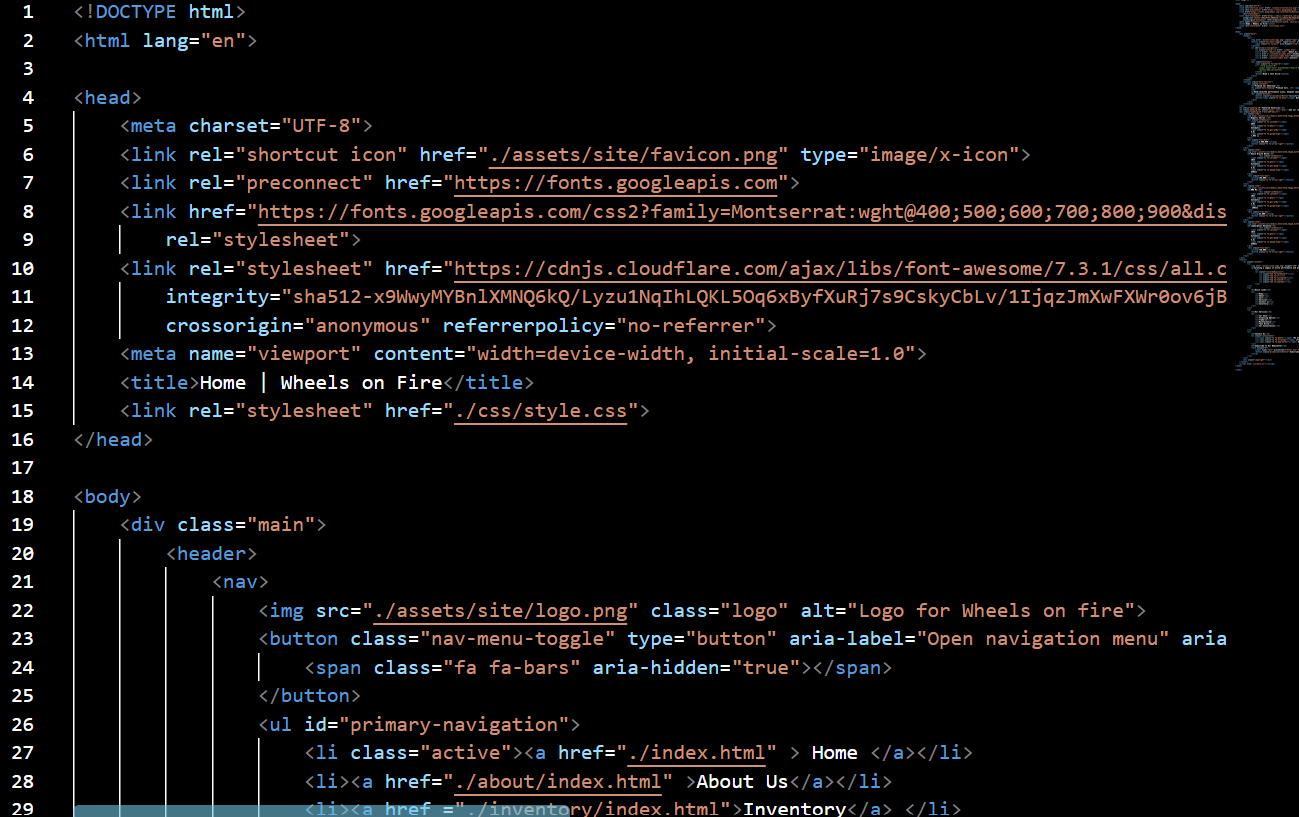 1 <!DOCTYPE html>
2 <html lang="en">
3
4 <head>
5 <meta charset="UTF-8">
6 <link rel="shortcut icon" href="./assets/site/favicon.png" type="image/x-icon">
7 <link rel="preconnect" href="https://fonts.googleapis.com">
8 <link href="https://fonts.googleapis.com/css2?family=Montserrat:wght@400;500;600;700;800;900&dis
9 rel="stylesheet">
10 <link rel="stylesheet" href="https://cdnjs.cloudflare.com/ajax/libs/font-awesome/7.3.1/css/all.c
11 integrity="sha512-x9WwyMYBnlXMNQ6kQ/Lyzu1NqIhLQKL5Oq6xByfXuRj7s9CskyCbLv/1IjqzJmXwFXWr0ov6jB
12 crossorigin="anonymous" referrerpolicy="no-referrer">
13 <meta name="viewport" content="width=device-width, initial-scale=1.0">
14 <title>Home | Wheels on Fire</title>
15 <link rel="stylesheet" href="./css/style.css">
16 </head>
17
18 <body>
19 <div class="main">
20 <header>
21 <nav>
22 <img src="./assets/site/logo.png" class="logo" alt="Logo for Wheels on fire">
23 <button class="nav-menu-toggle" type="button" aria-label="Open navigation menu" aria
24 <span class="fa fa-bars" aria-hidden="true"></span>
25 </button>
26 <ul id="primary-navigation">
27 <li class="active"><a href="./index.html" > Home </a></li>
28 <li><a href="./about/index.html" >About Us</a></li>
29 <li><a href ="./inventory/index.html">Inventory</a> </li>